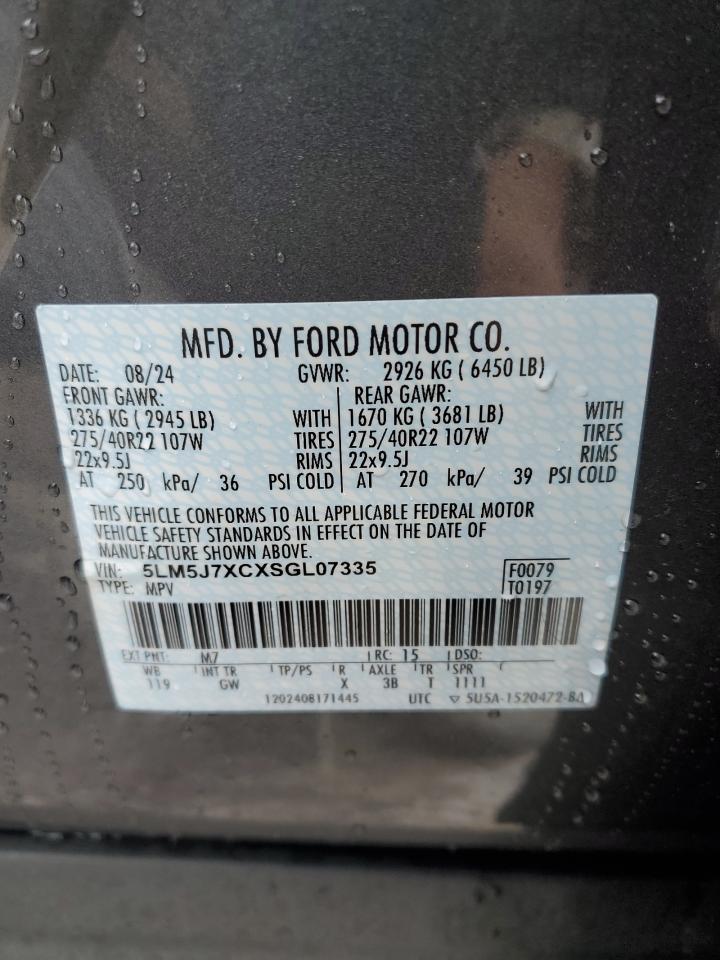 MFD. BY FORD MOTOR CO.
DATE: 08/24 GVWR: 2926 KG ( 6450 LB)
FRONT GAWR: REAR GAWR:
1336 KG ( 2945 LB) WITH 1670 KG ( 3681 LB) WITH
275/40R22 107W TIRES 275/40R22 107W TIRES
22x9.5J RIMS 22x9.5J RIMS
AT 250 kPa/ 36 PSI COLD AT 270 kPa/ 39 PSI COLD
THIS VEHICLE CONFORMS TO ALL APPLICABLE FEDERAL MOTOR
VEHICLE SAFETY STANDARDS IN EFFECT ON THE DATE OF
MANUFACTURE SHOWN ABOVE.
VIN: 5LM5J7XCXSGL07335 F0079
TYPE: MPV T0197
EXT PNT: M7 RC: 15 DSO:
WB INT TR TP/PS R AXLE TR SPR
119 GW X 3B T 1111
1202408171445 UTC ▽ 5U5A-1520472-BA